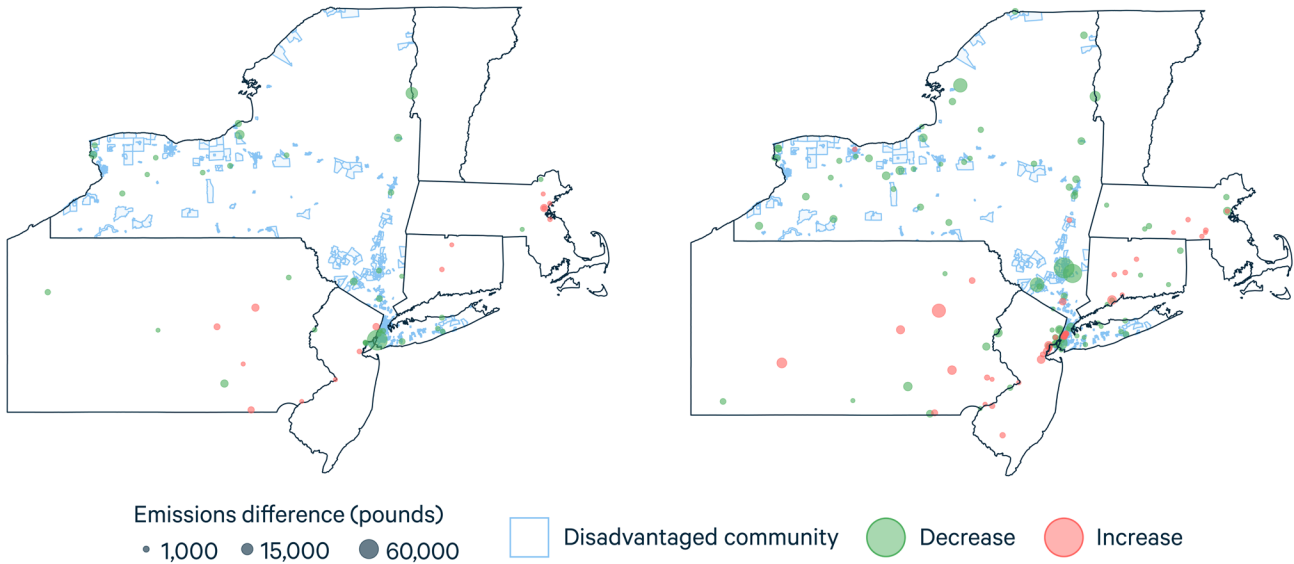 Emissions difference (pounds)
1,000 15,000 60,000
Disadvantaged community
Decrease
Increase